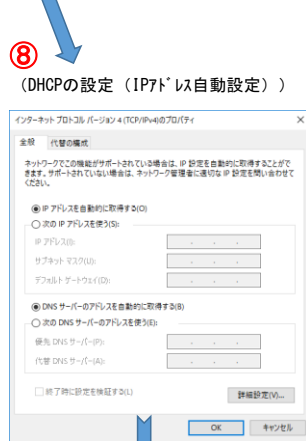 ⑧
（DHCPの設定（IPｱﾄﾞﾚｽ自動設定））
インターネット プロトコル バージョン 4 (TCP/IPv4)のプロパティ
全般 代替の構成
ネットワークでこの機能がサポートされている場合は、IP 設定を自動的に取得することがで
きます。サポートされていない場合は、ネットワーク管理者に適切な IP 設定を問い合わせて
ください。
IP アドレスを自動的に取得する(O)
次の IP アドレスを使う(S):
IP アドレス(I):
サブネット マスク(U):
デフォルト ゲートウェイ(D):
DNS サーバーのアドレスを自動的に取得する(B)
次の DNS サーバーのアドレスを使う(E):
優先 DNS サーバー(P):
代替 DNS サーバー(A):
終了時に設定を検証する(L)
詳細設定(V)...
OK キャンセル